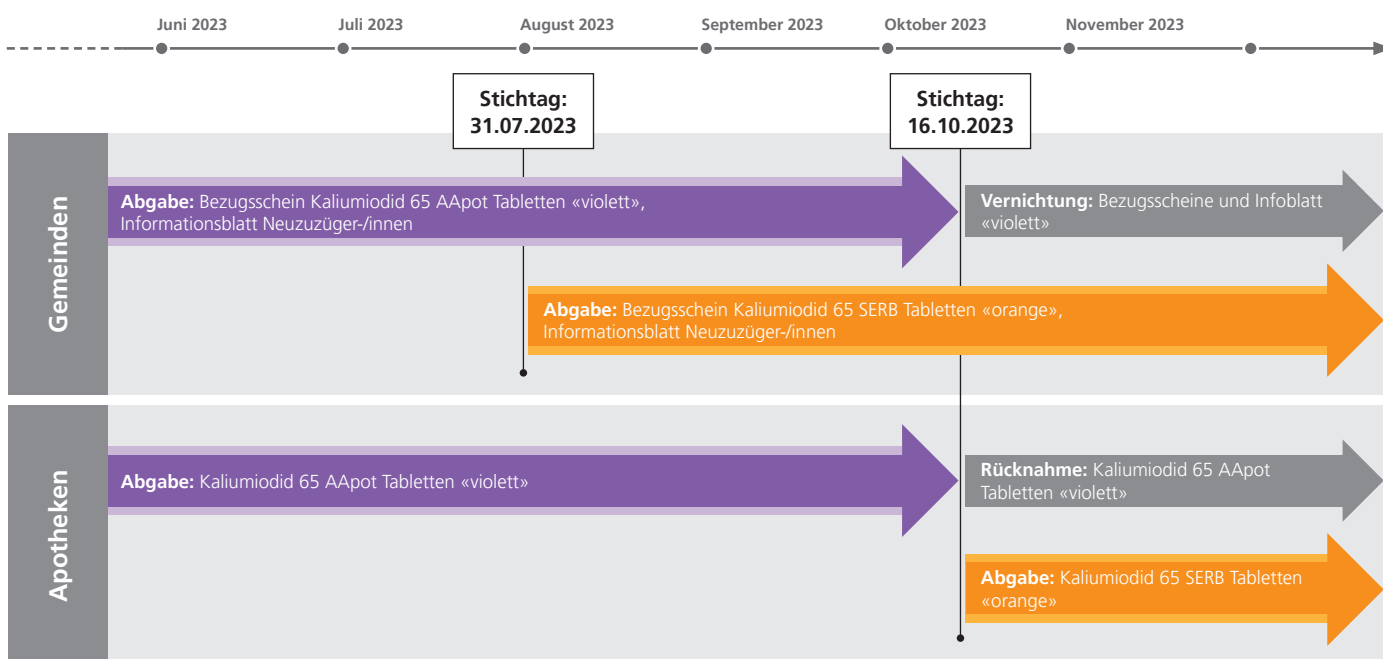 Juni 2023
Juli 2023
August 2023
September 2023
Oktober 2023
November 2023
Stichtag:
31.07.2023
Stichtag:
16.10.2023
Gemeinden
Abgabe: Bezugsschein Kaliumiodid 65 AApot Tabletten «violett»,
Informationsblatt Neuzuzüger-/innen
Vernichtung: Bezugsscheine und Infoblatt
«violett»
Abgabe: Bezugsschein Kaliumiodid 65 SERB Tabletten «orange»,
Informationsblatt Neuzuzüger-/innen
Apotheken
Abgabe: Kaliumiodid 65 AApot Tabletten «violett»
Rücknahme: Kaliumiodid 65 AApot
Tabletten «violett»
Abgabe: Kaliumiodid 65 SERB Tabletten
«orange»